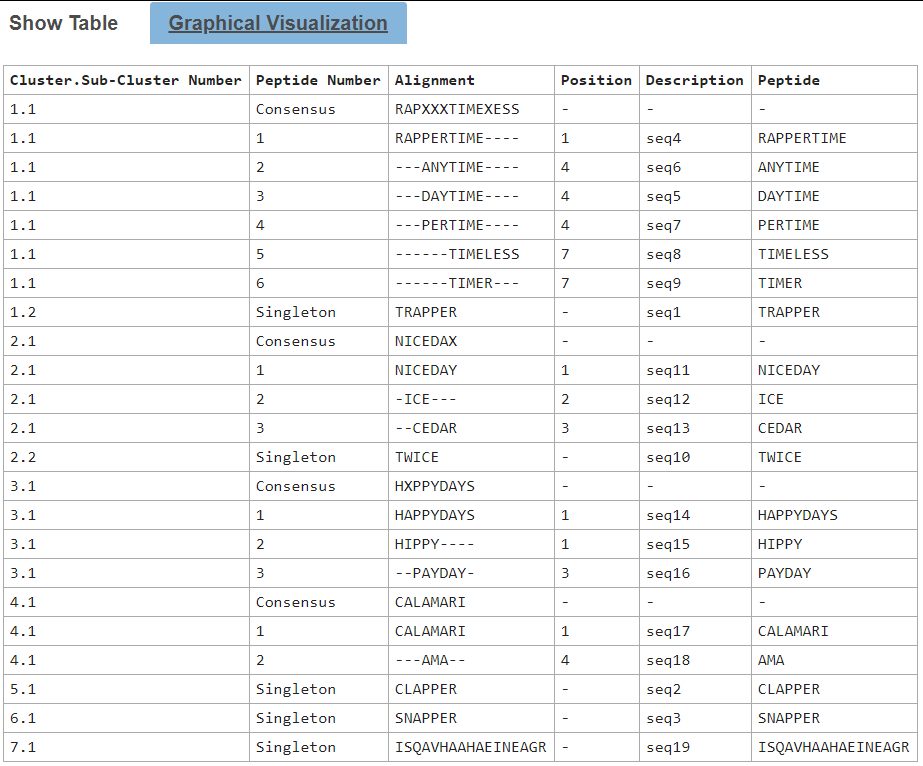 Show Table Graphical Visualization
Cluster.Sub-Cluster Number Peptide Number Alignment Position Description Peptide
1.1 Consensus RAPXXXTIMEXESS - - -
1.1 1 RAPPERTIME---- 1 seq4 RAPPERTIME
1.1 2 ---ANYTIME---- 4 seq6 ANYTIME
1.1 3 ---DAYTIME---- 4 seq5 DAYTIME
1.1 4 ---PERTIME---- 4 seq7 PERTIME
1.1 5 ------TIMELESS 7 seq8 TIMELESS
1.1 6 ------TIMER--- 7 seq9 TIMER
1.2 Singleton TRAPPER - seq1 TRAPPER
2.1 Consensus NICEDAX - - -
2.1 1 NICEDAY 1 seq11 NICEDAY
2.1 2 -ICE--- 2 seq12 ICE
2.1 3 --CEDAR 3 seq13 CEDAR
2.2 Singleton TWICE - seq10 TWICE
3.1 Consensus HXPPYDAYS - - -
3.1 1 HAPPYDAYS 1 seq14 HAPPYDAYS
3.1 2 HIPPY---- 1 seq15 HIPPY
3.1 3 --PAYDAY- 3 seq16 PAYDAY
4.1 Consensus CALAMARI - - -
4.1 1 CALAMARI 1 seq17 CALAMARI
4.1 2 ---AMA-- 4 seq18 AMA
5.1 Singleton CLAPPER - seq2 CLAPPER
6.1 Singleton SNAPPER - seq3 SNAPPER
7.1 Singleton ISQAVHAAHAEINEAGR - seq19 ISQAVHAAHAEINEAGR